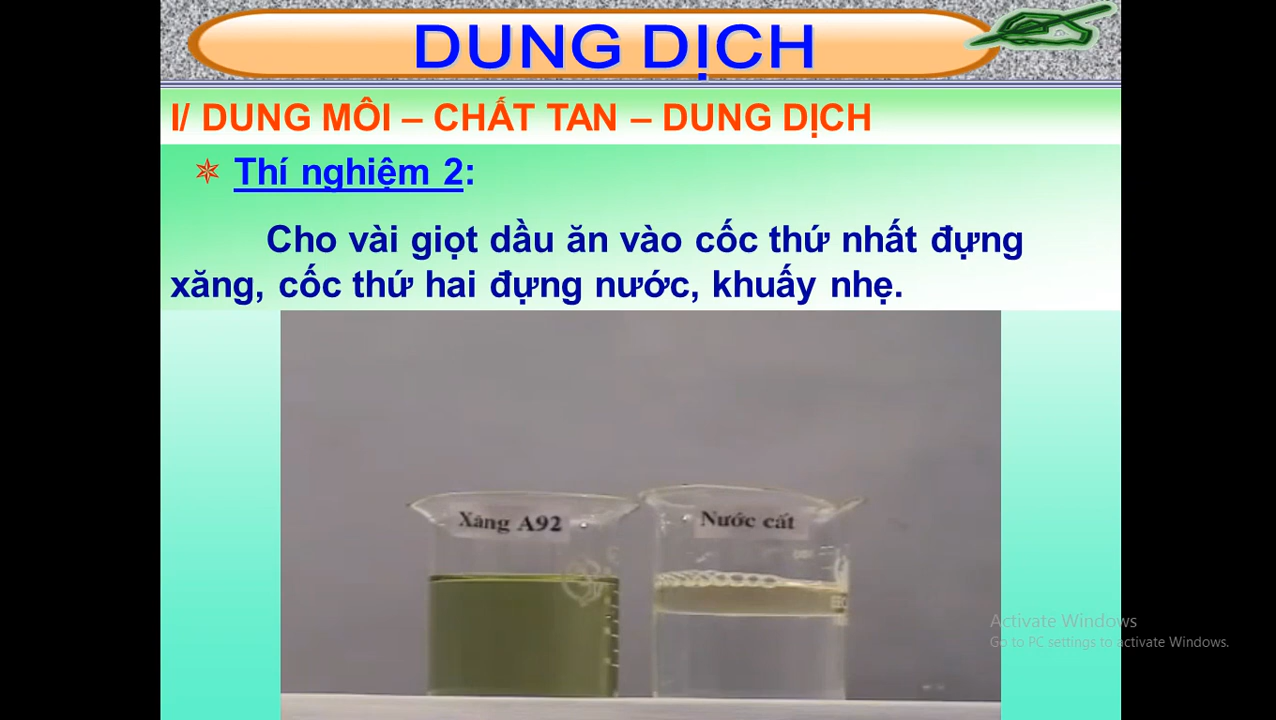 DUNG DỊCH
I/ DUNG MÔI – CHẤT TAN – DUNG DỊCH
Thí nghiệm 2:
Cho vài giọt dầu ăn vào cốc thứ nhất đựng
xăng, cốc thứ hai đựng nước, khuấy nhẹ.
Xăng A92
Nước cất
Activate Windows
Go to PC settings to activate Windows.